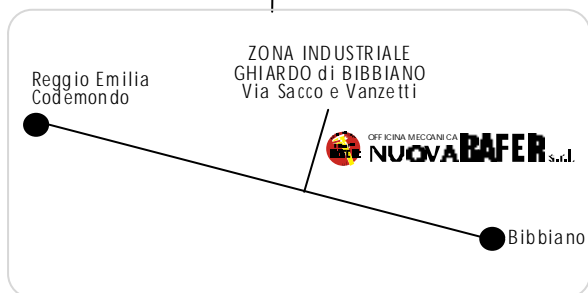 ZONA INDUSTRIALE
GHIARDO di BIBBIANO
Via Sacco e Vanzetti
Reggio Emilia
Codemondo
OFFICINA MECCANICA
NUOVA BAFER s.r.l.
Bibbiano